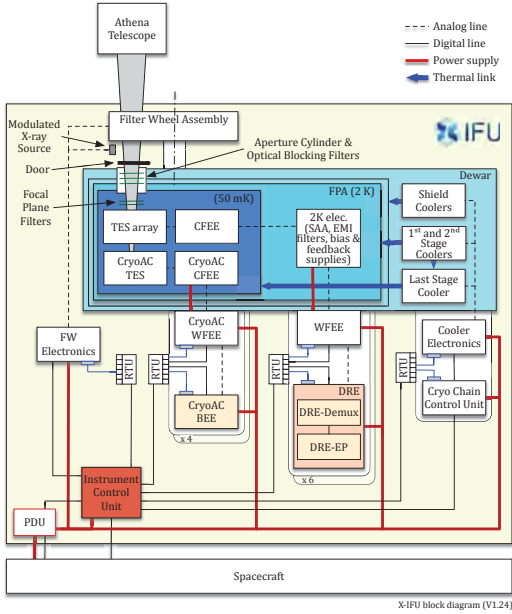 Athena
Telescope
Analog line
Digital line
Power supply
Thermal link
Modulated
X-ray
Source
Filter Wheel Assembly
IFU
Door
Aperture Cylinder &
Optical Blocking Filters
Focal
Plane
Filters
Dewar
FPA (2 K)
(50 mK)
TES array
CFEE
CryoAC
TES
CryoAC
CFEE
2K elec.
(SAA, EMI
filters, bias &
feedback
supplies)
Shield
Coolers
1st and 2nd
Stage
Coolers
Last Stage
Cooler
FW
Electronics
RTU
RTU
CryoAC
WFEE
CryoAC
BEE
x 4
RTU
WFEE
DRE
DRE-Demux
DRE-EP
x 6
RTU
Cooler
Electronics
Cryo Chain
Control Unit
Instrument
Control
Unit
PDU
Spacecraft
X-IFU block diagram (V1.24)